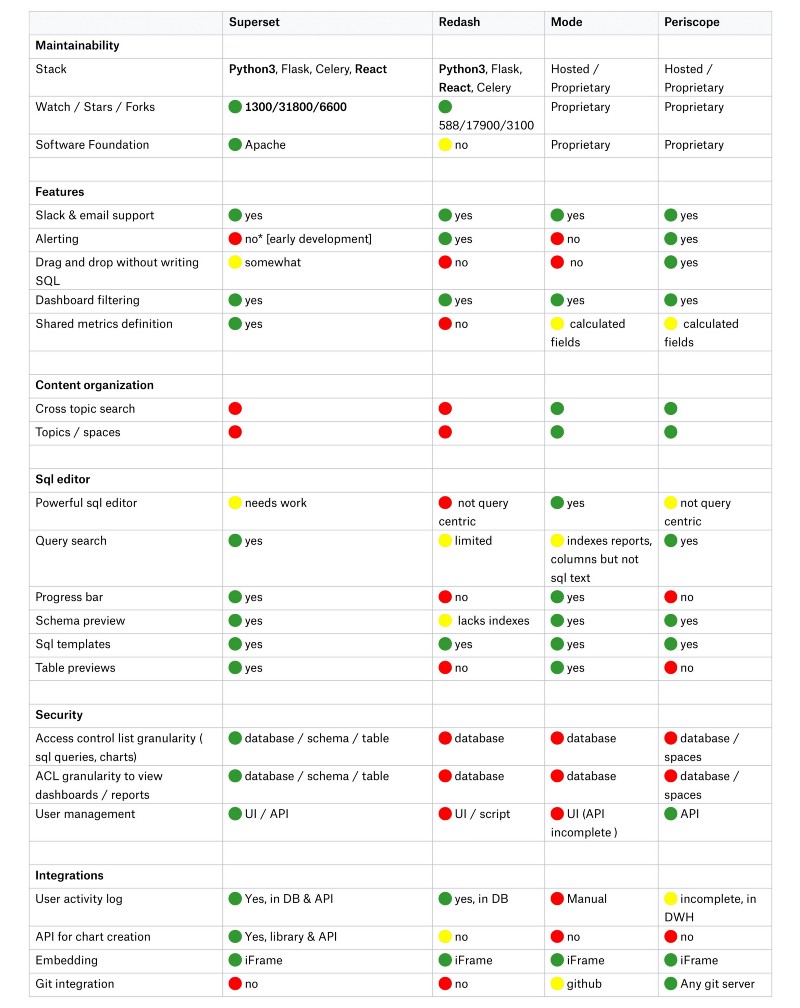 Superset Redash Mode Periscope
Maintainability
Stack Python3, Flask, Celery, React Python3, Flask, Hosted / Hosted /
React, Celery Proprietary Proprietary
Watch / Stars / Forks 1300/31800/6600 Proprietary Proprietary
588/17900/3100
Software Foundation Apache no Proprietary Proprietary
Features
Slack & email support yes yes yes yes
Alerting no* [early development] yes no yes
Drag and drop without writing somewhat no no yes
SQL
Dashboard filtering yes yes yes yes
Shared metrics definition yes no calculated calculated
fields fields
Content organization
Cross topic search
Topics / spaces
Sql editor
Powerful sql editor needs work not query yes not query
centric centric
Query search yes limited indexes reports, yes
columns but not
sql text
Progress bar yes no yes no
Schema preview yes lacks indexes yes yes
Sql templates yes yes yes yes
Table previews yes no yes no
Security
Access control list granularity ( database / schema / table database database database /
sql queries, charts) spaces
ACL granularity to view database / schema / table database database database /
dashboards / reports spaces
User management UI / API UI / script UI (API API
incomplete )
Integrations
User activity log Yes, in DB & API yes, in DB Manual incomplete, in
DWH
API for chart creation Yes, library & API no no no
Embedding iFrame iFrame iFrame iFrame
Git integration no no github Any git server